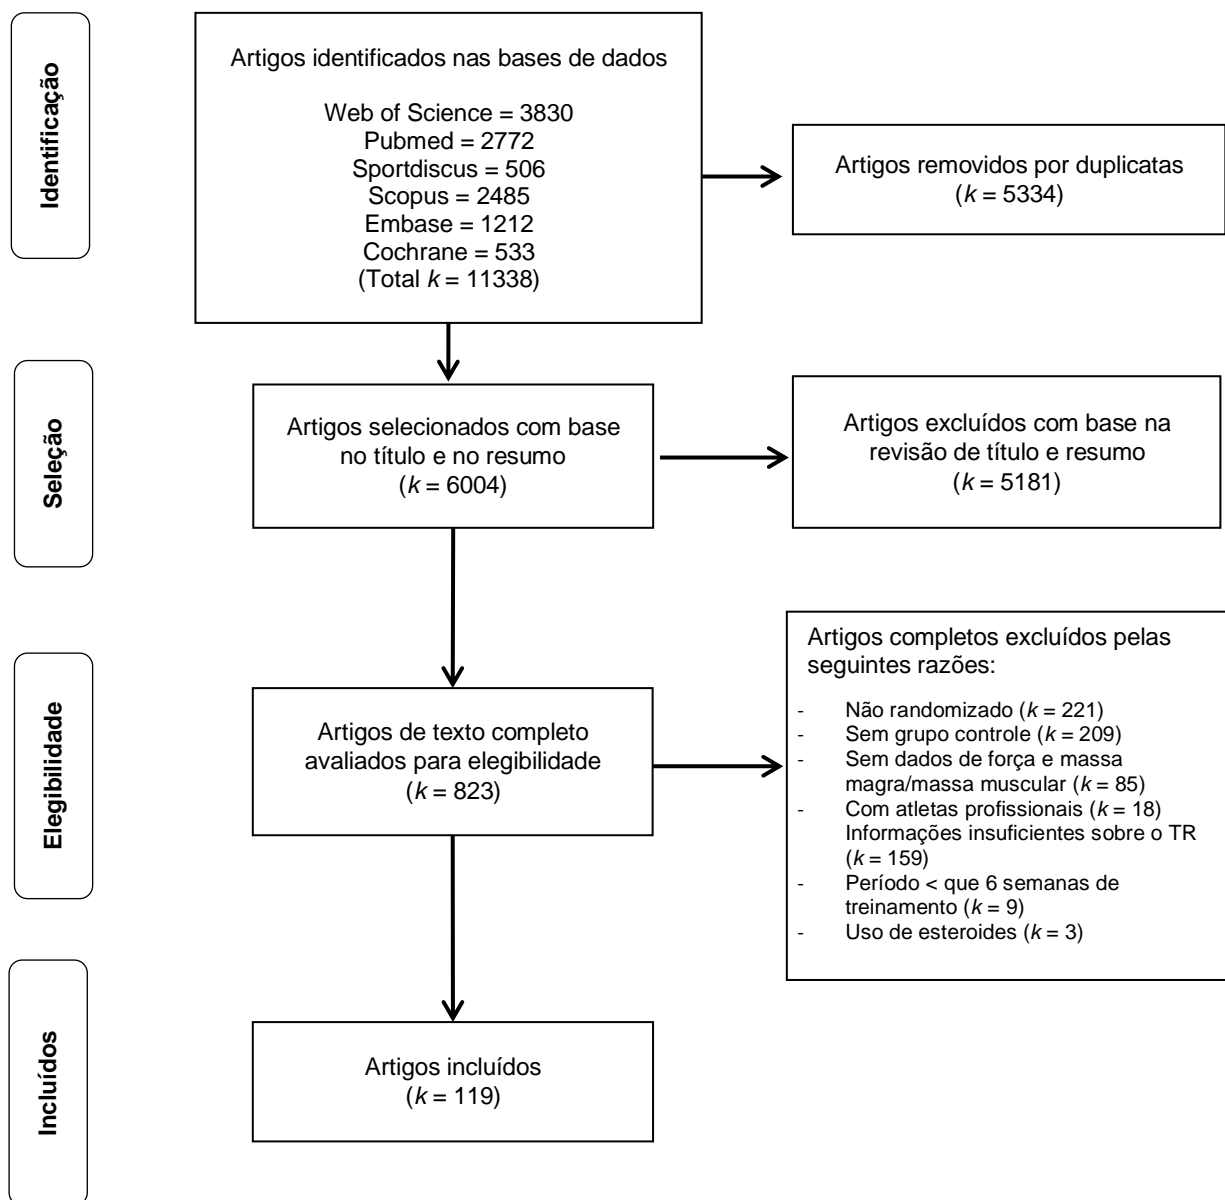 Identificação
Artigos identificados nas bases de dados
Web of Science = 3830
Pubmed = 2772
Sportdiscus = 506
Scopus = 2485
Embase = 1212
Cochrane = 533
(Total k = 11338)
Artigos removidos por duplicatas
(k = 5334)
Seleção
Artigos selecionados com base
no título e no resumo
(k = 6004)
Artigos excluídos com base na
revisão de título e resumo
(k = 5181)
Elegibilidade
Artigos de texto completo
avaliados para elegibilidade
(k = 823)
Artigos completos excluídos pelas
seguintes razões:
- Não randomizado (k = 221)
- Sem grupo controle (k = 209)
- Sem dados de força e massa
magra/massa muscular (k = 85)
- Com atletas profissionais (k = 18)
Informações insuficientes sobre o TR
(k = 159)
- Período < que 6 semanas de
treinamento (k = 9)
- Uso de esteroides (k = 3)
Incluídos
Artigos incluídos
(k = 119)